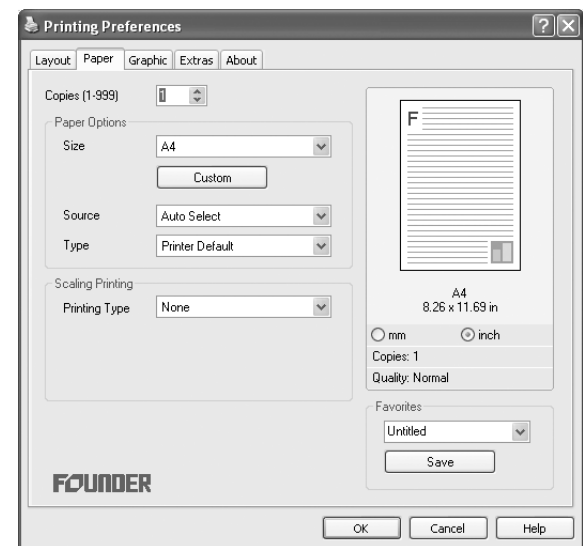 Printing Preferences
Layout Paper Graphic Extras About
Copies (1-999) 1
Paper Options
Size A4
Custom
Source Auto Select
Type Printer Default
Scaling Printing
Printing Type None
FOUNDER
F
A4
8.26 x 11.69 in
mm inch
Copies: 1
Quality: Normal
Favorites
Untitled
Save
OK Cancel Help